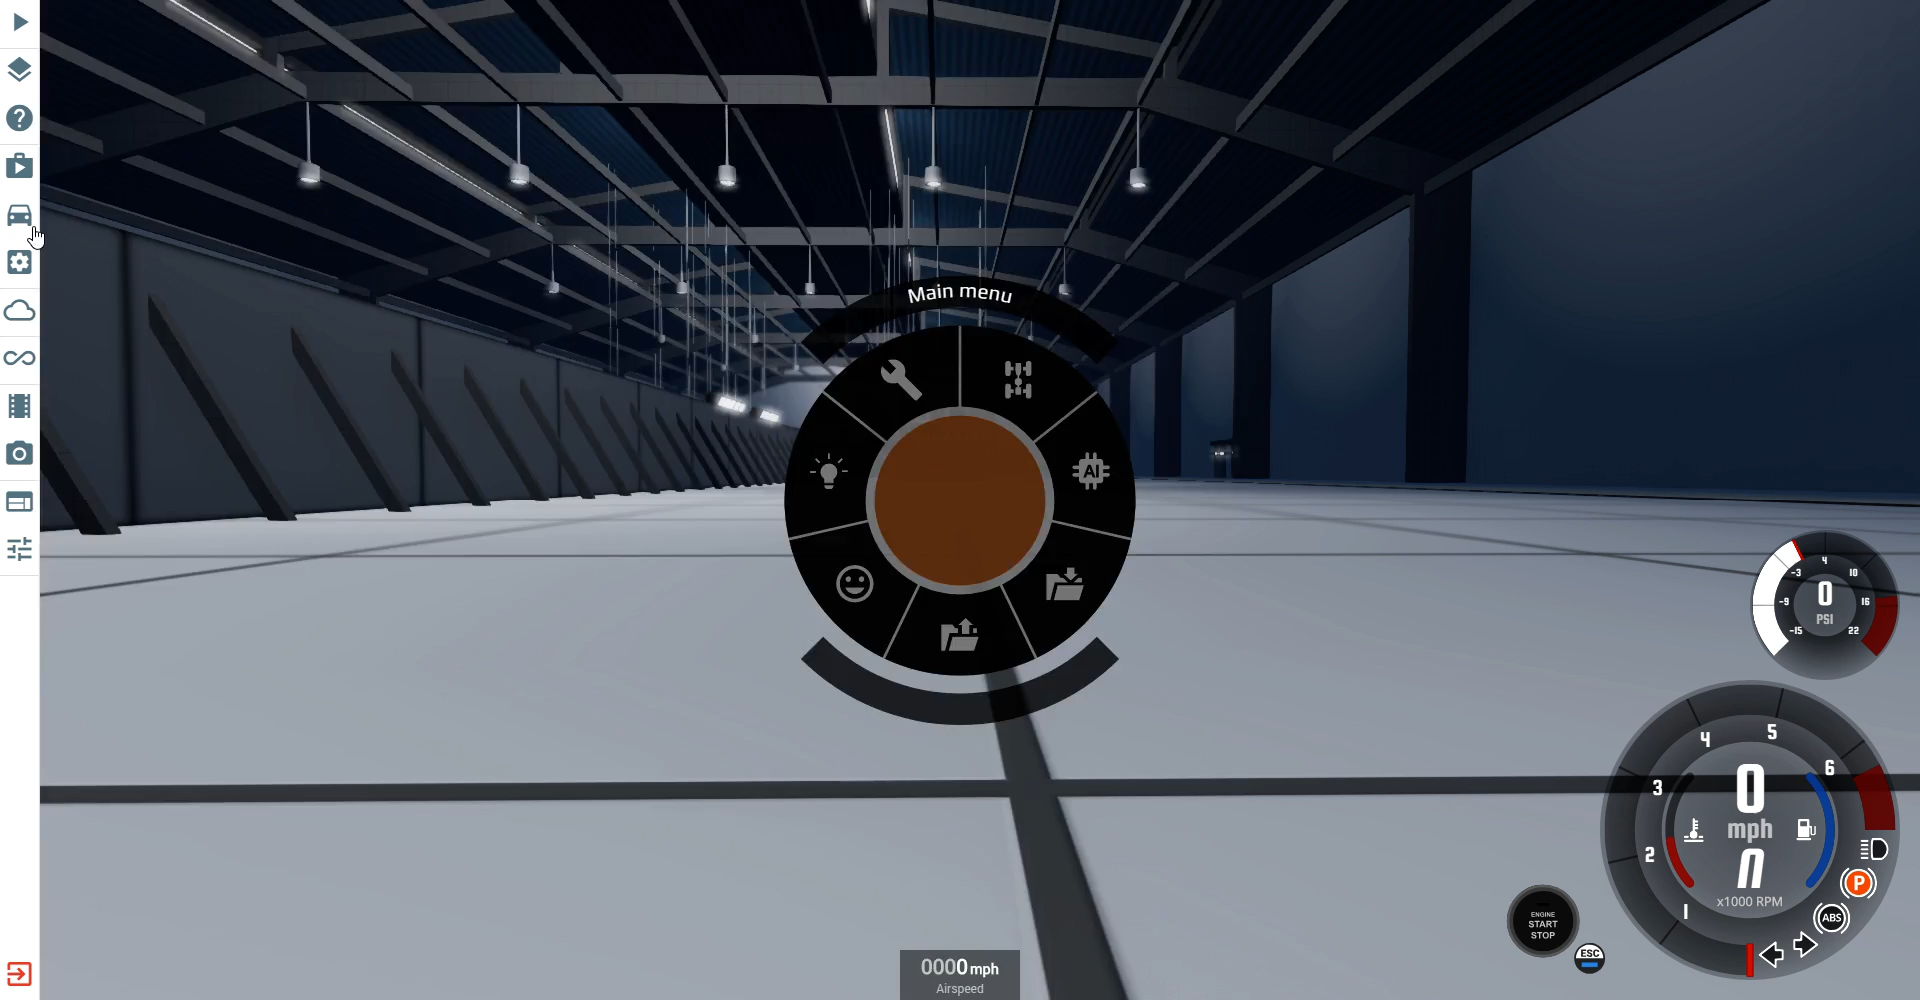 Main menu
AI
4
-3
10
-9
0
16
PSI
-15
22
4
5
3
6
0
mph
2
n
x1000 RPM
1
P
ABS
ENGINE
START
STOP
ESC
0000 mph
Airspeed